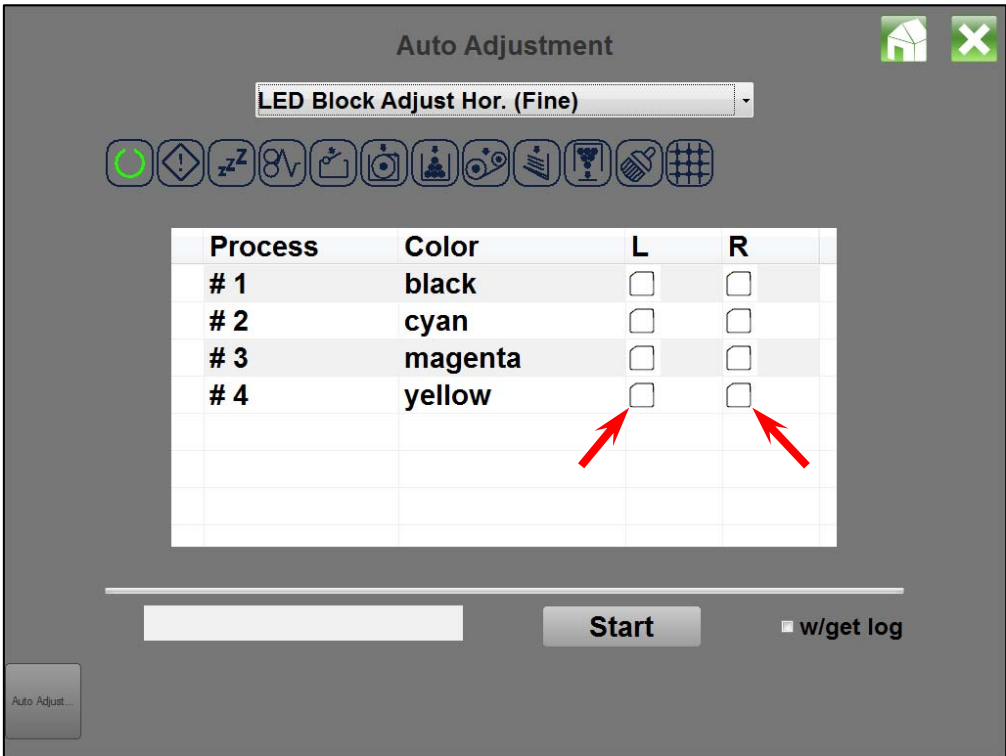 Auto Adjustment
LED Block Adjust Hor. (Fine)
zzZ
Process Color L R
# 1 black
# 2 cyan
# 3 magenta
# 4 yellow
Start w/get log
Auto Adjust...